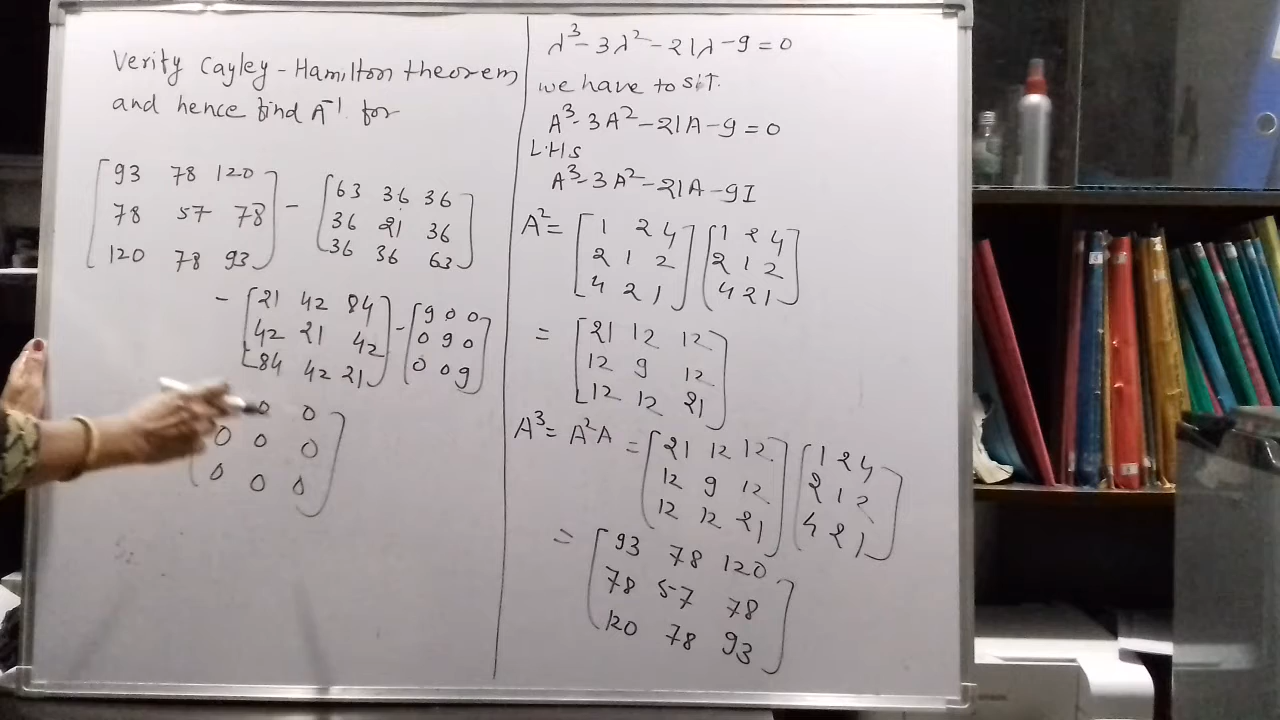 Verify Cayley-Hamilton theorem
and hence find A⁻¹ for
[93 78 120
78 57 78
120 78 93] - [63 36 36
36 21 36
36 36 63]
- [21 42 84
42 21 42
84 42 21] - [9 0 0
0 9 0
0 0 9]
0 0
0 0 0
0 0 0]
λ³-3λ²-21λ-9=0
we have to S.T.
A³-3A²-21A-9=0
L.H.S
A³-3A²-21A-9I
A²= [1 2 4
2 1 2
4 2 1] [1 2 4
2 1 2
4 2 1]
= [21 12 12
12 9 12
12 12 21]
A³= A²A = [21 12 12
12 9 12
12 12 21] [1 2 4
2 1 2
4 2 1]
= [93 78 120
78 57 78
120 78 93]